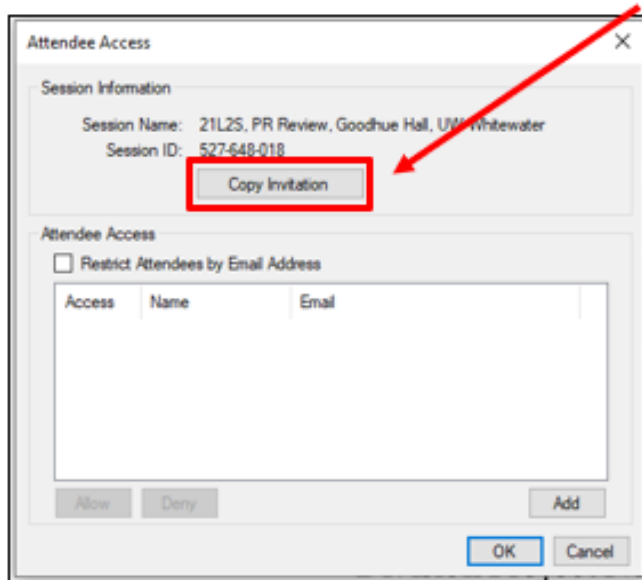 Attendee Access
Session Information
Session Name: 21L2S, PR Review, Goodhue Hall, UW-Whitewater
Session ID: 527-648-018
Copy Invitation
Attendee Access
Restrict Attendees by Email Address
Access Name Email
Allow Deny Add
OK Cancel